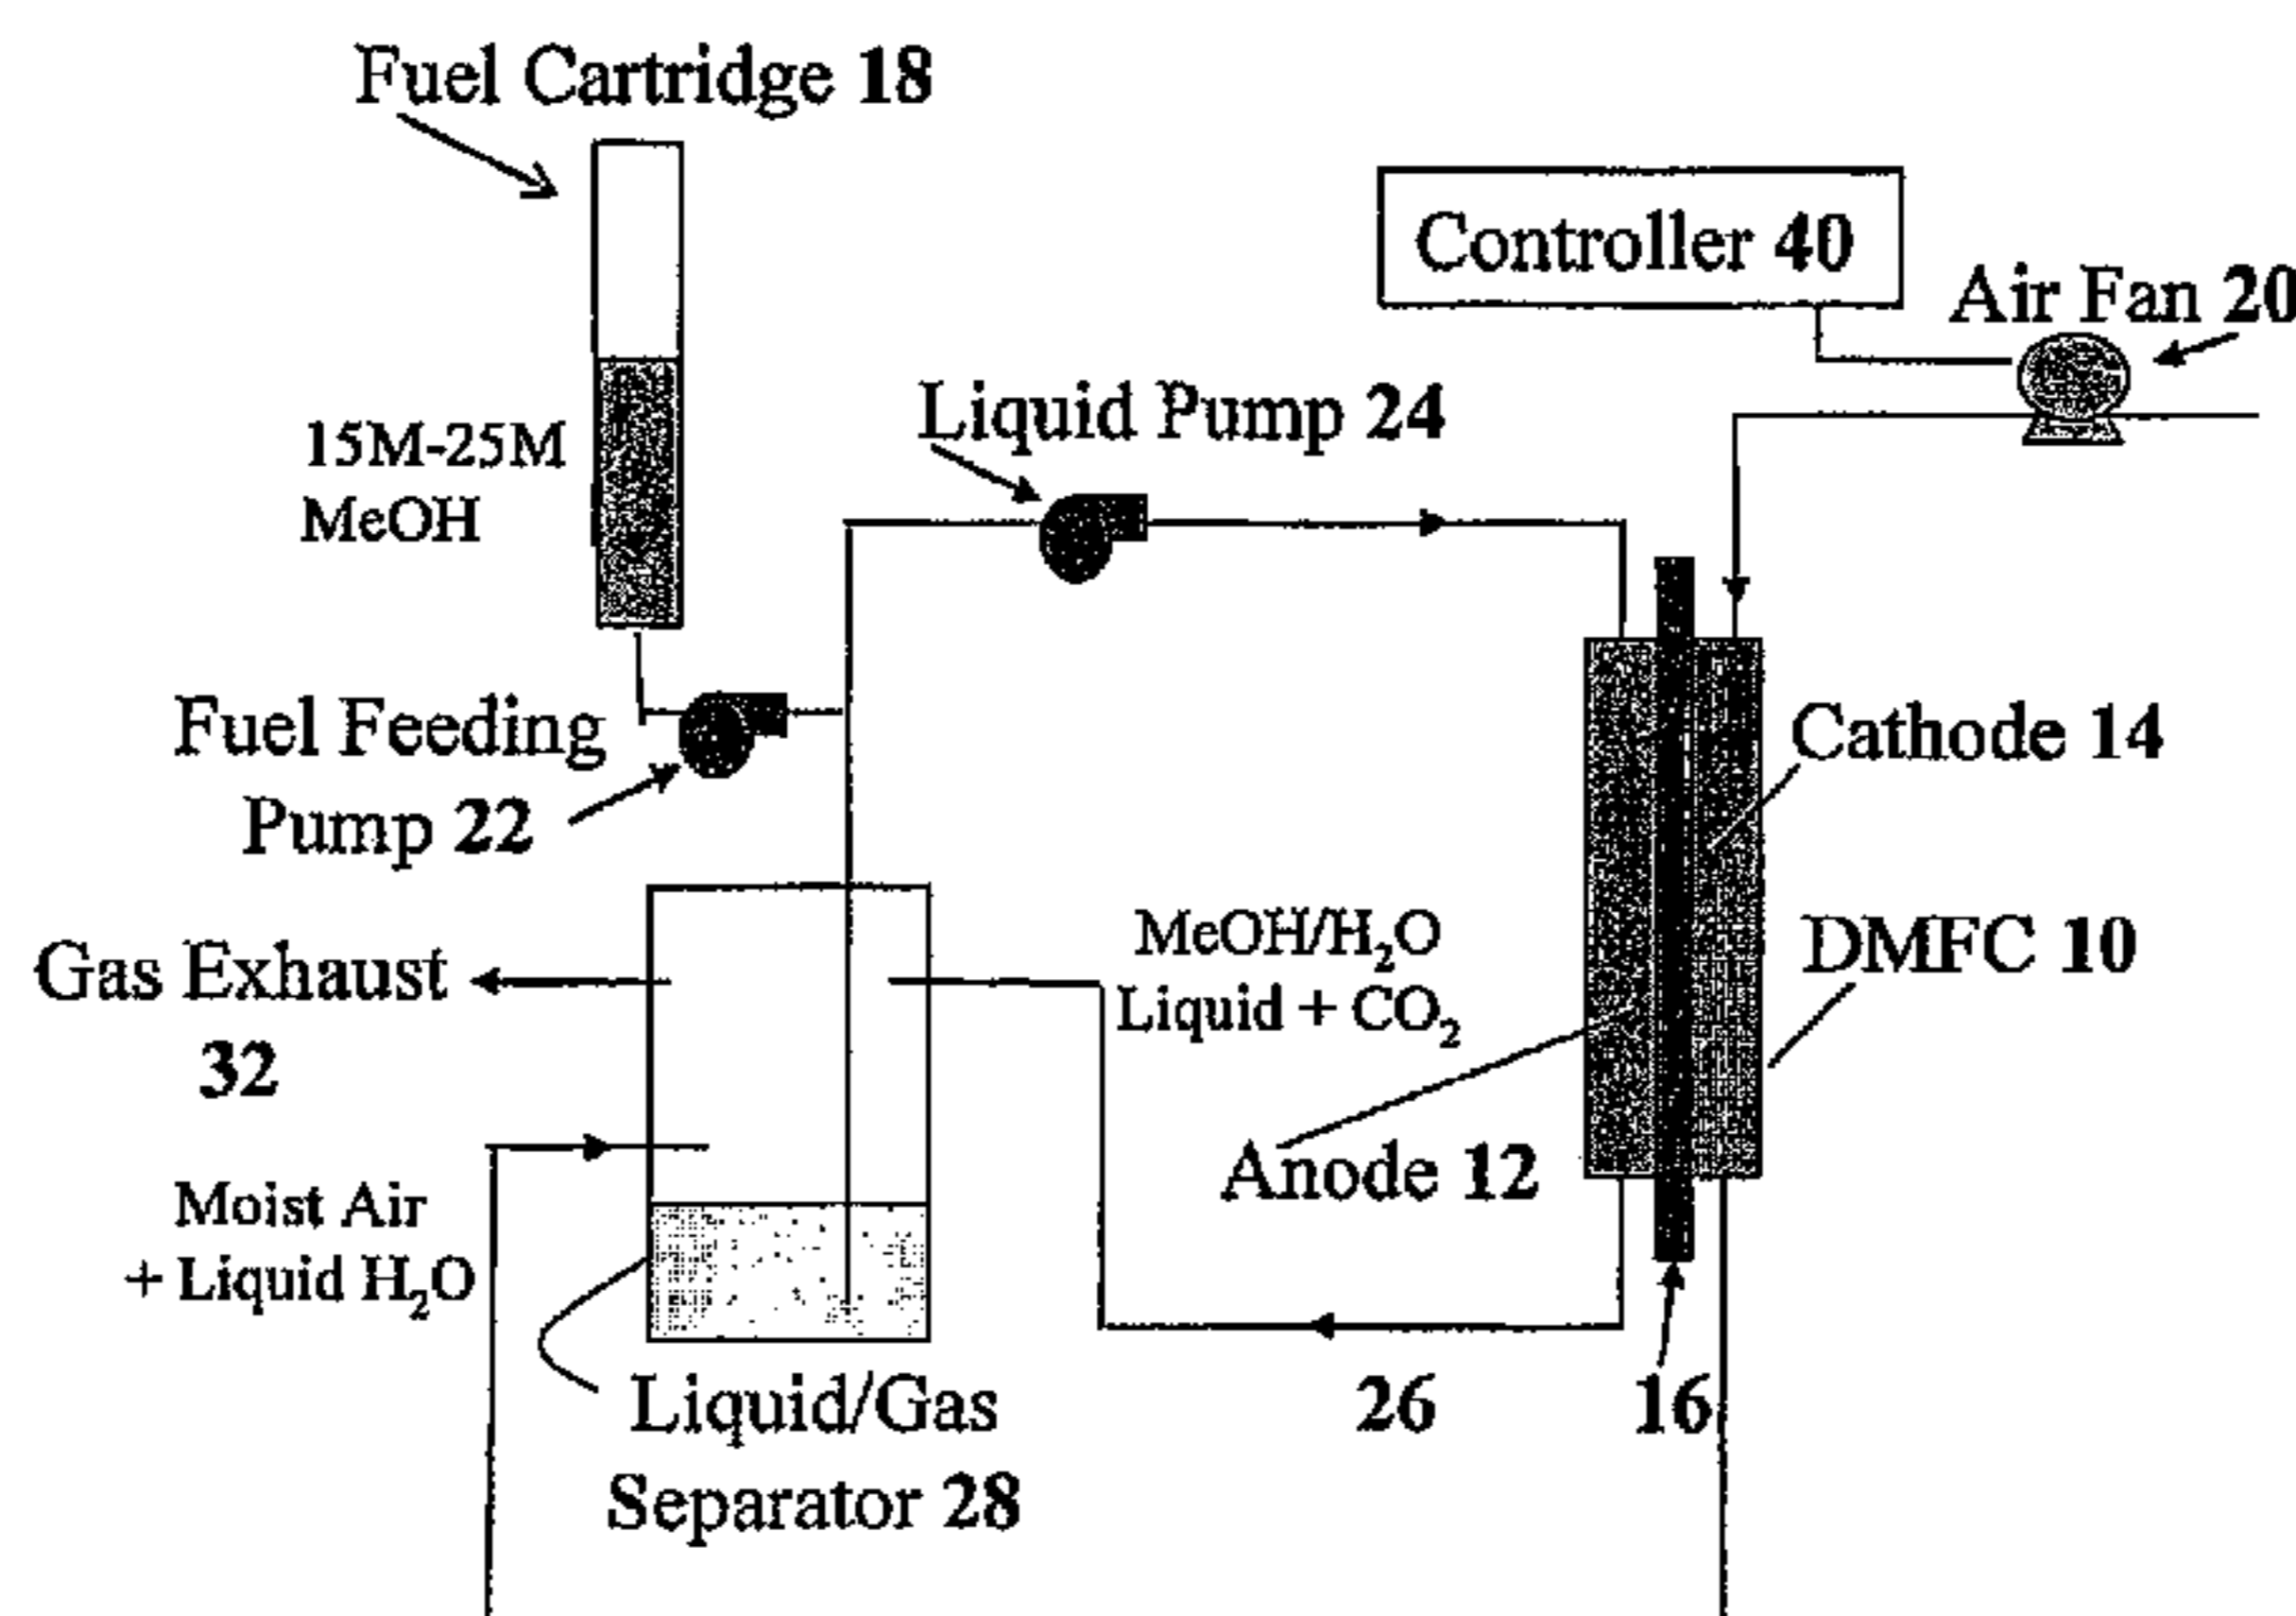 Fuel Cartridge 18
Controller 40
Air Fan 20
15M-25M
MeOH
Liquid Pump 24
Fuel Feeding
Pump 22
Cathode 14
Gas Exhaust
32
MeOH/H₂O
Liquid + CO₂
DMFC 10
Anode 12
Moist Air
+ Liquid H₂O
Liquid/Gas
Separator 28
26
16